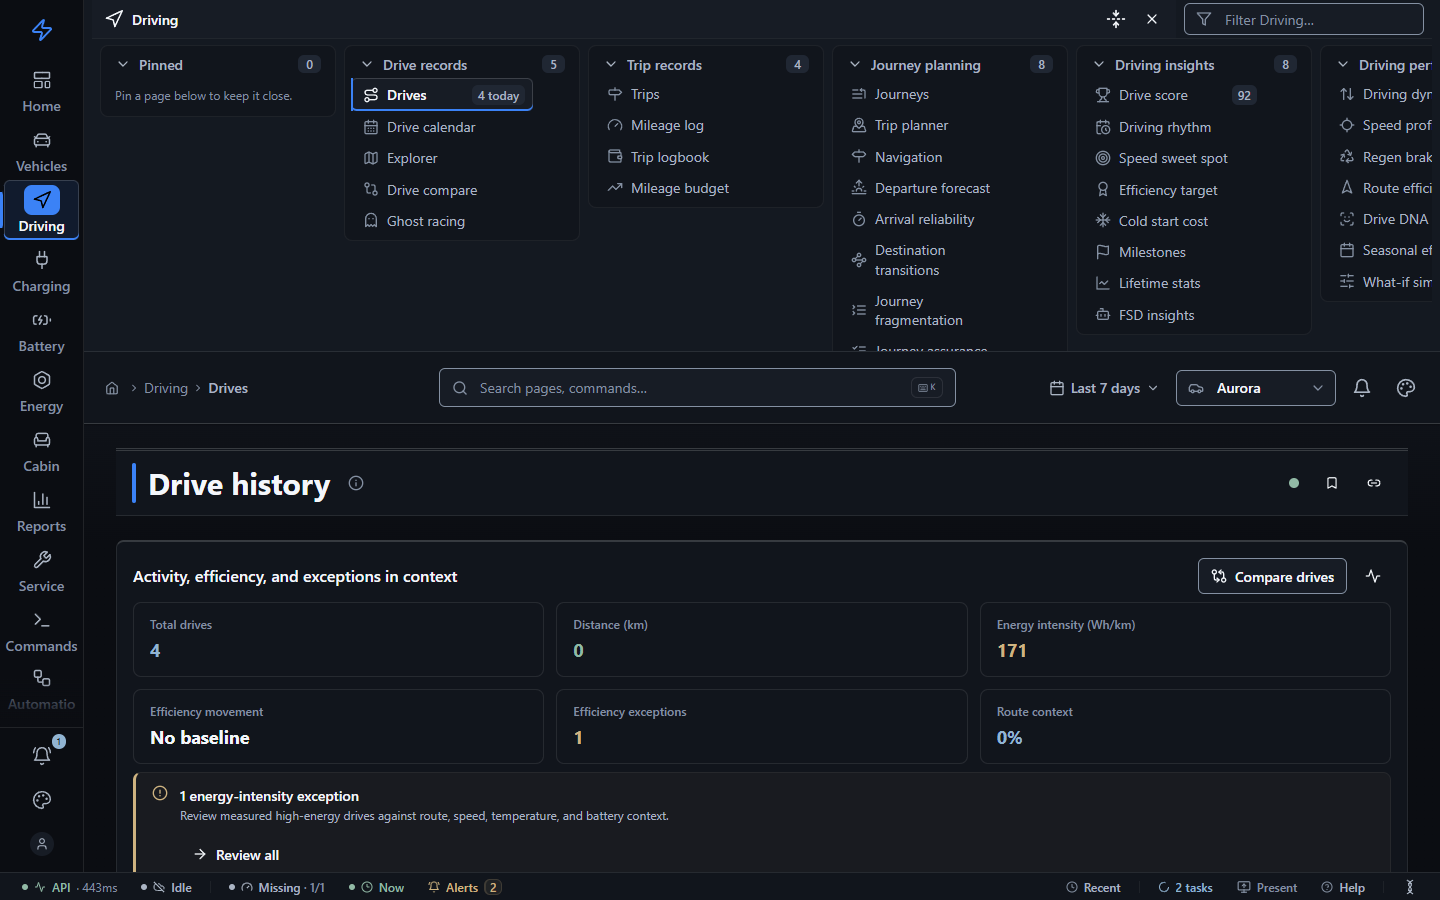 Driving
Filter Driving...
Home
Vehicles
Driving
Charging
Battery
Energy
Cabin
Reports
Service
Commands
Automatio
1
Pinned 0
Pin a page below to keep it close.
Drive records 5
Drives 4 today
Drive calendar
Explorer
Drive compare
Ghost racing
Trip records 4
Trips
Mileage log
Trip logbook
Mileage budget
Journey planning 8
Journeys
Trip planner
Navigation
Departure forecast
Arrival reliability
Destination
transitions
Journey
fragmentation
Journey assurance
Driving insights 8
Drive score 92
Driving rhythm
Speed sweet spot
Efficiency target
Cold start cost
Milestones
Lifetime stats
FSD insights
Driving per
Driving dyn
Speed prof
Regen brak
Route effici
Drive DNA
Seasonal ef
What-if sim
Driving > Drives
Search pages, commands... K
Last 7 days
Aurora
Drive history
Activity, efficiency, and exceptions in context
Compare drives
Total drives
4
Distance (km)
0
Energy intensity (Wh/km)
171
Efficiency movement
No baseline
Efficiency exceptions
1
Route context
0%
1 energy-intensity exception
Review measured high-energy drives against route, speed, temperature, and battery context.
Review all
API · 443ms
Idle
Missing · 1/1
Now
Alerts 2
Recent
2 tasks
Present
Help